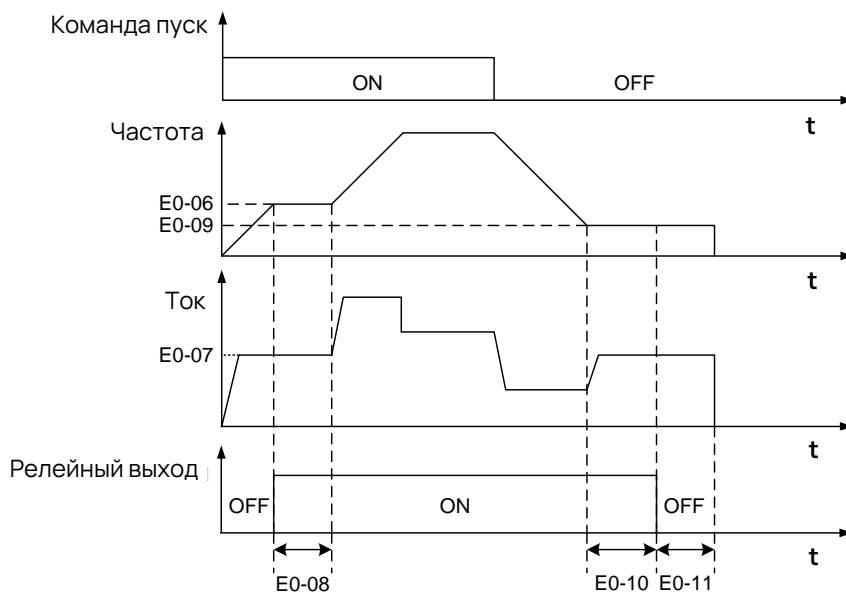 Команда пуск
ON
OFF
t
Частота
E0-06
E0-09
t
Ток
E0-07
t
Релейный выход
OFF
ON
OFF
t
E0-08
E0-10
E0-11